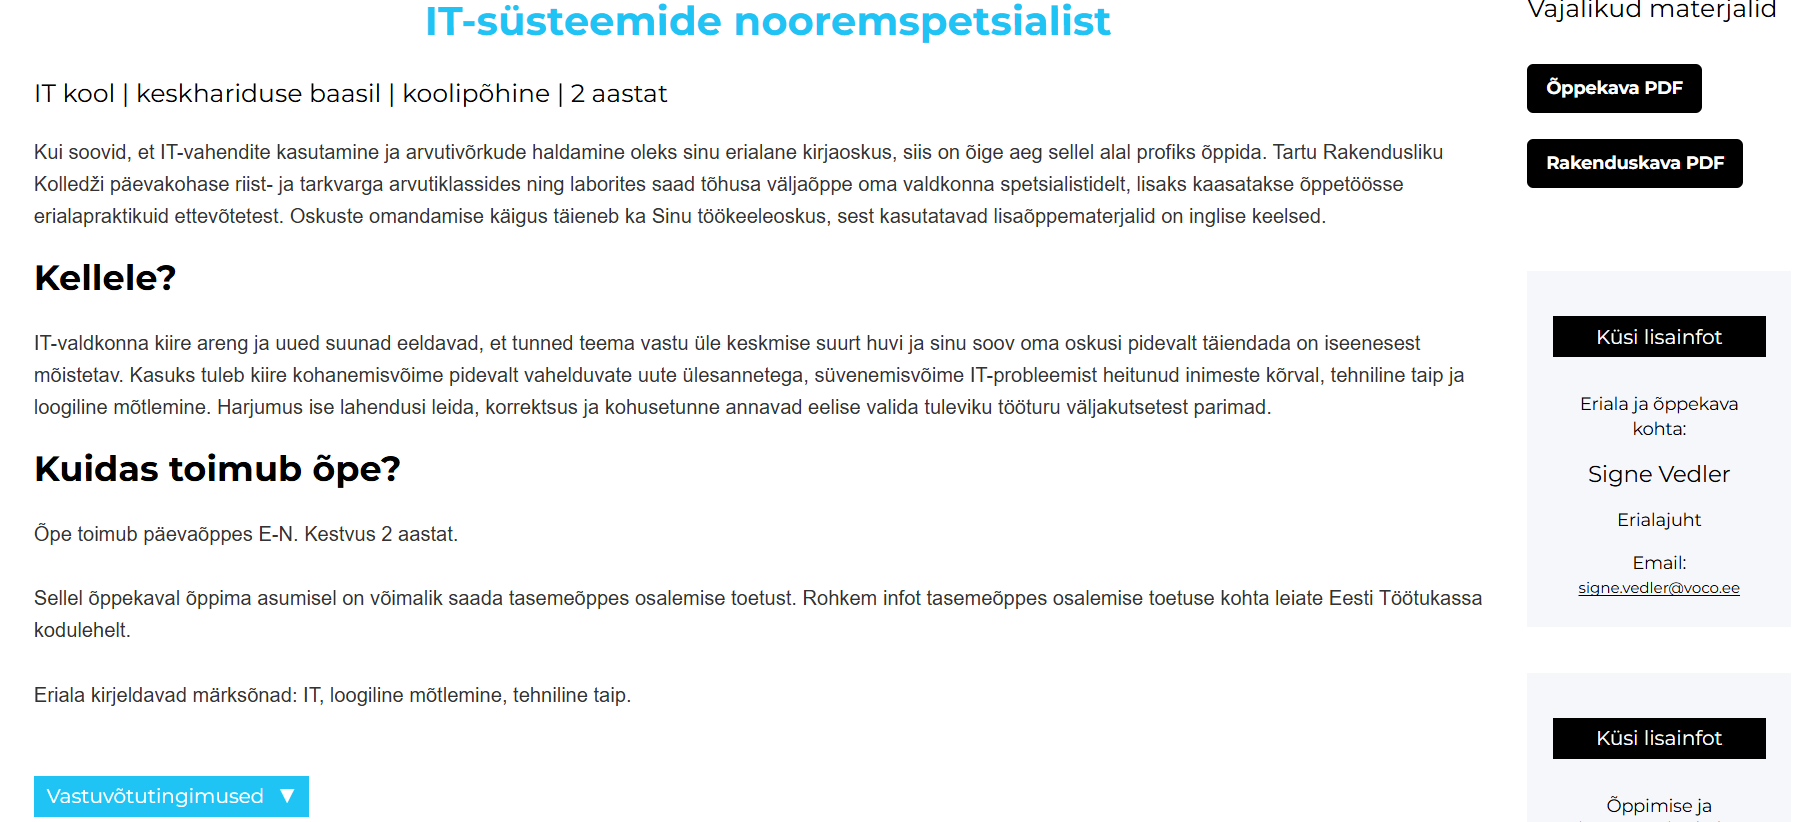 IT-süsteemide nooremspetsialist
IT kool | keskhariduse baasil | koolipõhine | 2 aastat
Kui soovid, et IT-vahendite kasutamine ja arvutivõrkude haldamine oleks sinu erialane kirjaoskus, siis on õige aeg sellel alal profiks õppida. Tartu Rakendusliku
Kolledži päevakohase riist- ja tarkvarga arvutiklassides ning laborites saad tõhusa väljaõppe oma valdkonna spetsialistidelt, lisaks kaasatakse õppetöösse
erialapraktikuid ettevõtetest. Oskuste omandamise käigus täieneb ka Sinu töökeeleoskus, sest kasutatavad lisaõppematerjalid on inglise keelsed.
Kellele?
IT-valdkonna kiire areng ja uued suunad eeldavad, et tunned teema vastu üle keskmise suurt huvi ja sinu soov oma oskusi pidevalt täiendada on iseenesest
mõistetav. Kasuks tuleb kiire kohanemisvõime pidevalt vahelduvate uute ülesannetega, süvenemisvõime IT-probleemist heitunud inimeste kõrval, tehniline taip ja
loogiline mõtlemine. Harjumus ise lahendusi leida, korrektsus ja kohusetunne annavad eelise valida tuleviku tööturu väljakutsetest parimad.
Kuidas toimub õpe?
Õpe toimub päevaõppes E-N. Kestvus 2 aastat.
Sellel õppekaval õppima asumisel on võimalik saada tasemeõppes osalemise toetust. Rohkem infot tasemeõppes osalemise toetuse kohta leiate Eesti Töötukassa
kodulehelt.
Eriala kirjeldavad märksõnad: IT, loogiline mõtlemine, tehniline taip.
Vastuvõtutingimused ▼
Vajalikud materjalid
Õppekava PDF
Rakenduskava PDF
Küsi lisainfot
Eriala ja õppekava
kohta:
Signe Vedler
Erialajuht
Email:
signe.vedler@voco.ee
Küsi lisainfot
Õppimise ja